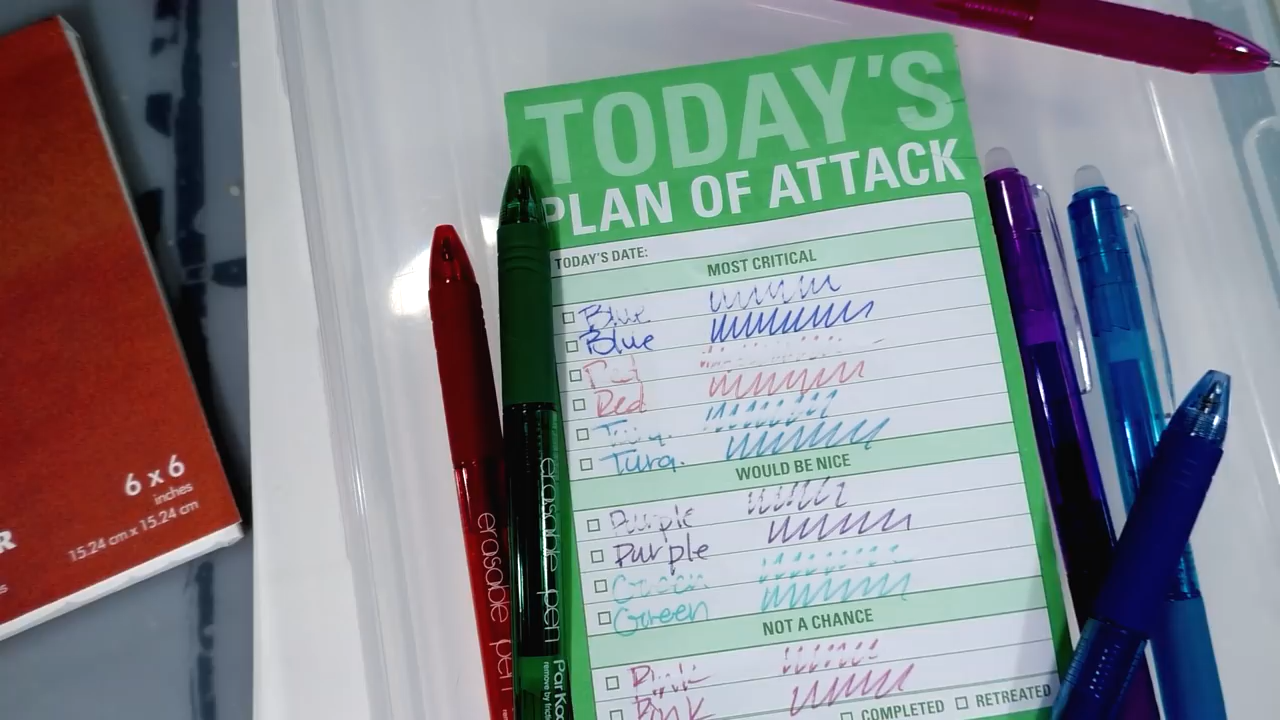 TODAY'S
PLAN OF ATTACK
TODAY'S DATE:
MOST CRITICAL
Blue
Blue
Red
Red
Turq.
Turq.
WOULD BE NICE
Purple
Purple
Green
Green
NOT A CHANCE
Pink
Pink
COMPLETED RETREATED
erasable pen
erasable pen
6 x 6
inches
15.24 cm x 15.24 cm